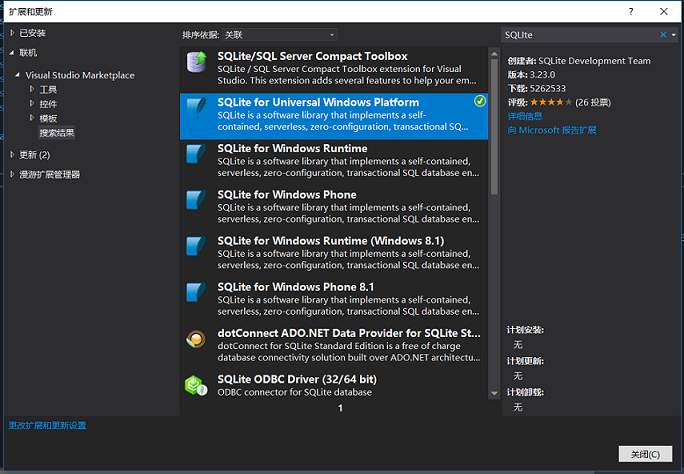 扩展和更新
已安装
联机
Visual Studio Marketplace
工具
控件
模板
搜索结果
更新 (2)
漫游扩展管理器
更改扩展和更新设置
排序依据: 关联
SQLite/SQL Server Compact Toolbox
SQLite / SQL Server Compact Toolbox extension for Visual
Studio. This extension adds several features to help your em...
SQLite for Universal Windows Platform
SQLite is a software library that implements a self-
contained, serverless, zero-configuration, transactional SQ...
SQLite for Windows Runtime
SQLite is a software library that implements a self-contained,
serverless, zero-configuration, transactional SQL database en...
SQLite for Windows Phone
SQLite is a software library that implements a self-contained,
serverless, zero-configuration, transactional SQL database en...
SQLite for Windows Runtime (Windows 8.1)
SQLite is a software library that implements a self-contained,
serverless, zero-configuration, transactional SQL database en...
SQLite for Windows Phone 8.1
SQLite is a software library that implements a self-contained,
serverless, zero-configuration, transactional SQL database en...
dotConnect ADO.NET Data Provider for SQLite St...
dotConnect for SQLite Standard Edition is a free of charge
database connectivity solution built over ADO.NET architectu...
SQLite ODBC Driver (32/64 bit)
ODBC connector for SQLite database
1
SQLite
创建者: SQLite Development Team
版本: 3.23.0
下载: 5262533
评级: (26 投票)
详细信息
向 Microsoft 报告扩展
计划安装:
无
计划更新:
无
计划卸载:
无
关闭(C)